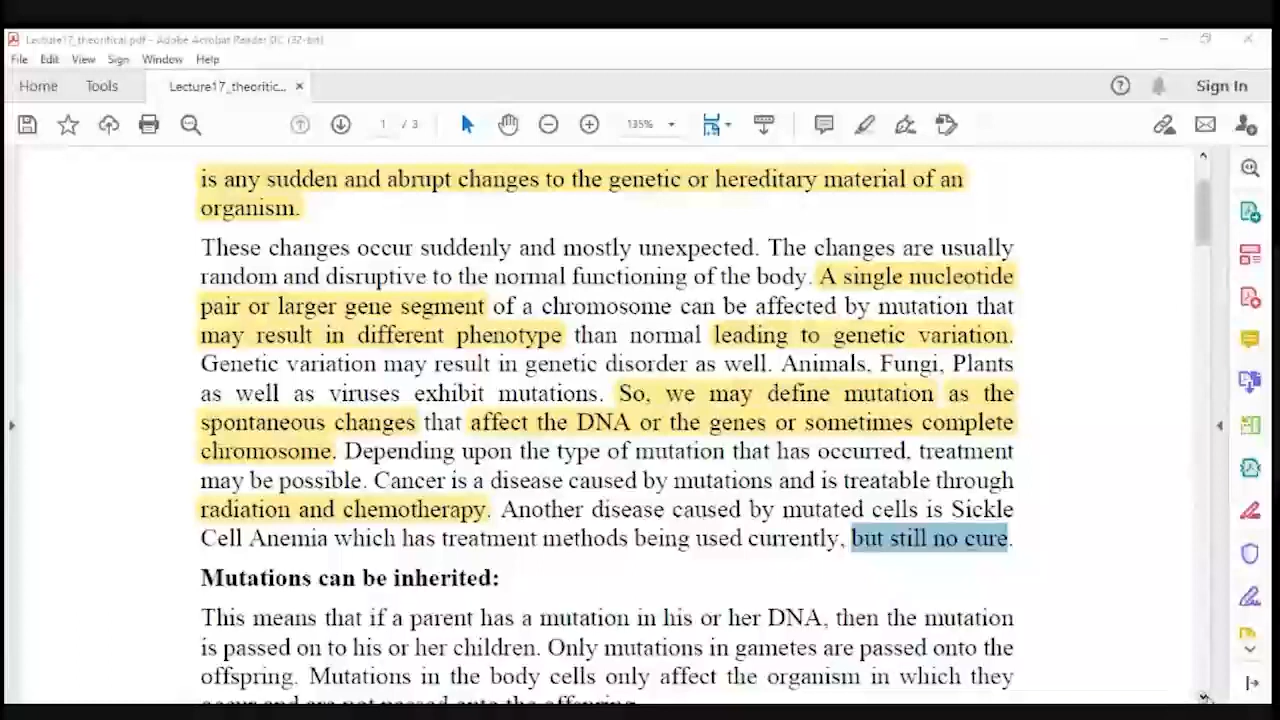 Lecture17_theoritical.pdf - Adobe Acrobat Reader DC (32-bit)
File Edit View Sign Window Help
Home Tools Lecture17_theoritic... ×
Sign In
1 / 3 135%
is any sudden and abrupt changes to the genetic or hereditary material of an
organism.
These changes occur suddenly and mostly unexpected. The changes are usually
random and disruptive to the normal functioning of the body. A single nucleotide
pair or larger gene segment of a chromosome can be affected by mutation that
may result in different phenotype than normal leading to genetic variation.
Genetic variation may result in genetic disorder as well. Animals, Fungi, Plants
as well as viruses exhibit mutations. So, we may define mutation as the
spontaneous changes that affect the DNA or the genes or sometimes complete
chromosome. Depending upon the type of mutation that has occurred, treatment
may be possible. Cancer is a disease caused by mutations and is treatable through
radiation and chemotherapy. Another disease caused by mutated cells is Sickle
Cell Anemia which has treatment methods being used currently, but still no cure.
Mutations can be inherited:
This means that if a parent has a mutation in his or her DNA, then the mutation
is passed on to his or her children. Only mutations in gametes are passed onto the
offspring. Mutations in the body cells only affect the organism in which they
occur and are not passed onto the offspring.